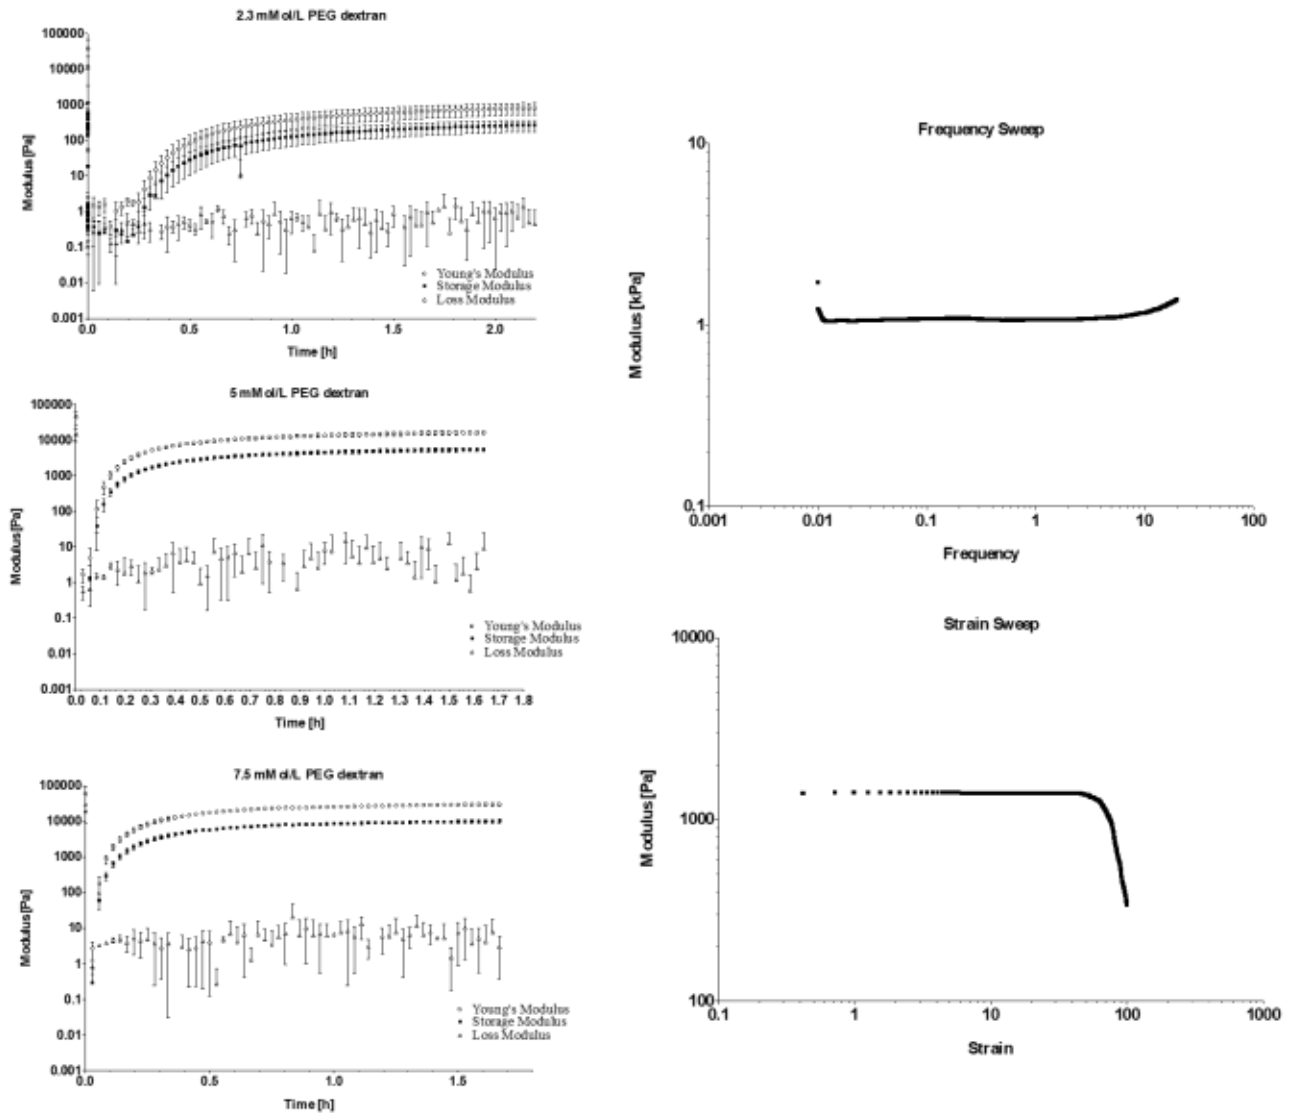 2.3 mMol/L PEG dextran
100000
10000
1000
100
10
1
0.1
0.01
0.001
Modulus [Pa]
Young's Modulus
Storage Modulus
Loss Modulus
0.0 0.5 1.0 1.5 2.0
Time [h]
5 mMol/L PEG dextran
100000
10000
1000
100
10
1
0.1
0.01
0.001
Modulus[Pa]
Young's Modulus
Storage Modulus
Loss Modulus
0.0 0.1 0.2 0.3 0.4 0.5 0.6 0.7 0.8 0.9 1.0 1.1 1.2 1.3 1.4 1.5 1.6 1.7 1.8
Time [h]
7.5 mMol/L PEG dextran
100000
10000
1000
100
10
1
0.1
0.01
0.001
Modulus[Pa]
Young's Modulus
Storage Modulus
Loss Modulus
0.0 0.5 1.0 1.5
Time [h]
Frequency Sweep
10
1
0.1
Modulus [kPa]
0.001 0.01 0.1 1 10 100
Frequency
Strain Sweep
10000
1000
100
Modulus [Pa]
0.1 1 10 100 1000
Strain